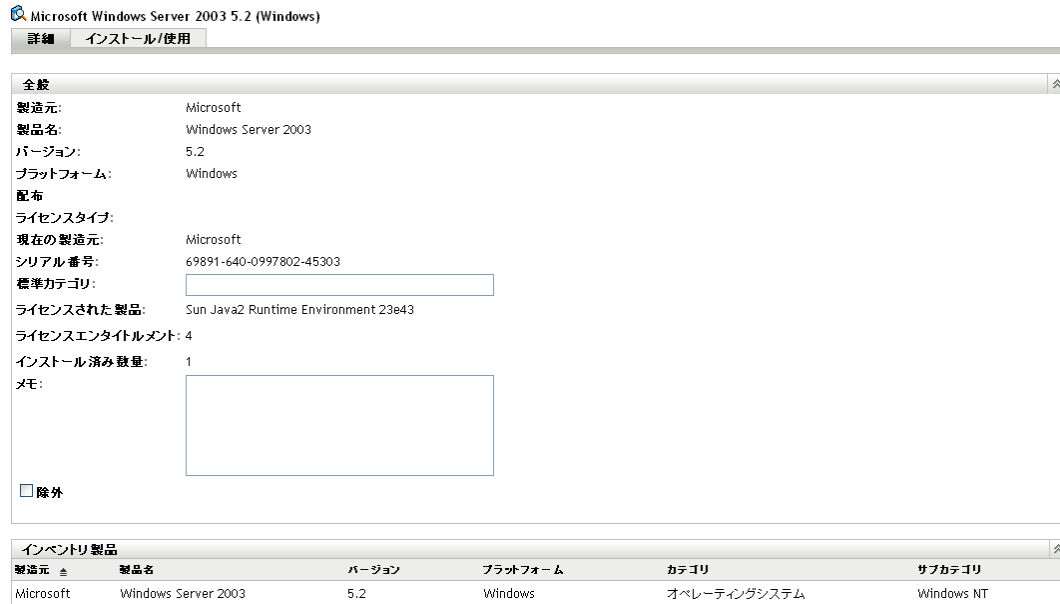 Microsoft Windows Server 2003 5.2 (Windows)
詳細 インストール/使用
全般
製造元: Microsoft
製品名: Windows Server 2003
バージョン: 5.2
プラットフォーム: Windows
配布
ライセンスタイプ:
現在の製造元: Microsoft
シリアル番号: 69891-640-0997802-45303
標準カテゴリ:
ライセンスされた製品: Sun Java2 Runtime Environment 23e43
ライセンスエンタイトルメント: 4
インストール済み数量: 1
メモ:
除外
インベントリ製品
製造元 製品名 バージョン プラットフォーム カテゴリ サブカテゴリ
Microsoft Windows Server 2003 5.2 Windows オペレーティングシステム Windows NT